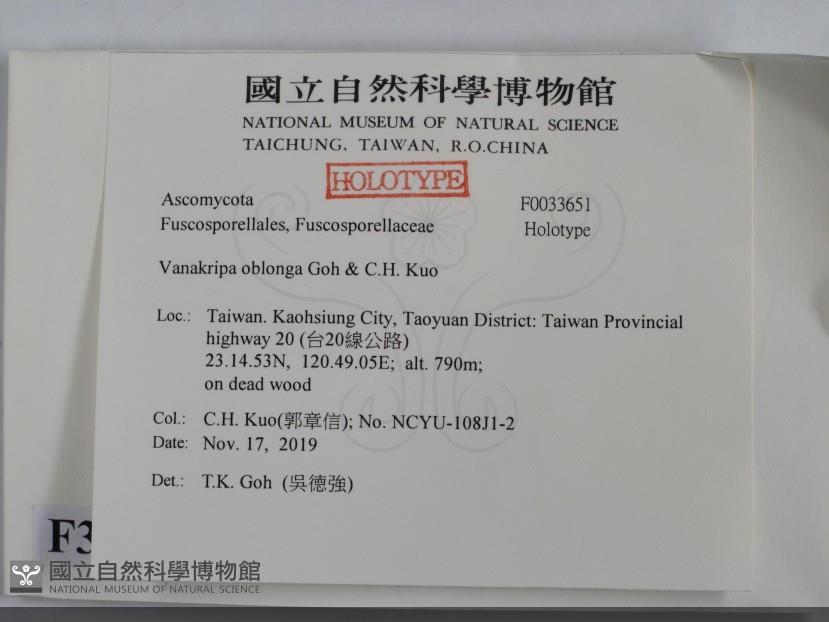 國立自然科學博物館
NATIONAL MUSEUM OF NATURAL SCIENCE
TAICHUNG, TAIWAN, R.O.CHINA
HOLOTYPE
Ascomycota F0033651
Fuscosporellales, Fuscosporellaceae Holotype
Vanakripa oblonga Goh & C.H. Kuo
Loc.: Taiwan. Kaohsiung City, Taoyuan District: Taiwan Provincial
highway 20 (台20線公路)
23.14.53N, 120.49.05E; alt. 790m;
on dead wood
Col.: C.H. Kuo(郭章信); No. NCYU-108J1-2
Date: Nov. 17, 2019
Det.: T.K. Goh (吳德強)
F3
國立自然科學博物館
NATIONAL MUSEUM OF NATURAL SCIENCE